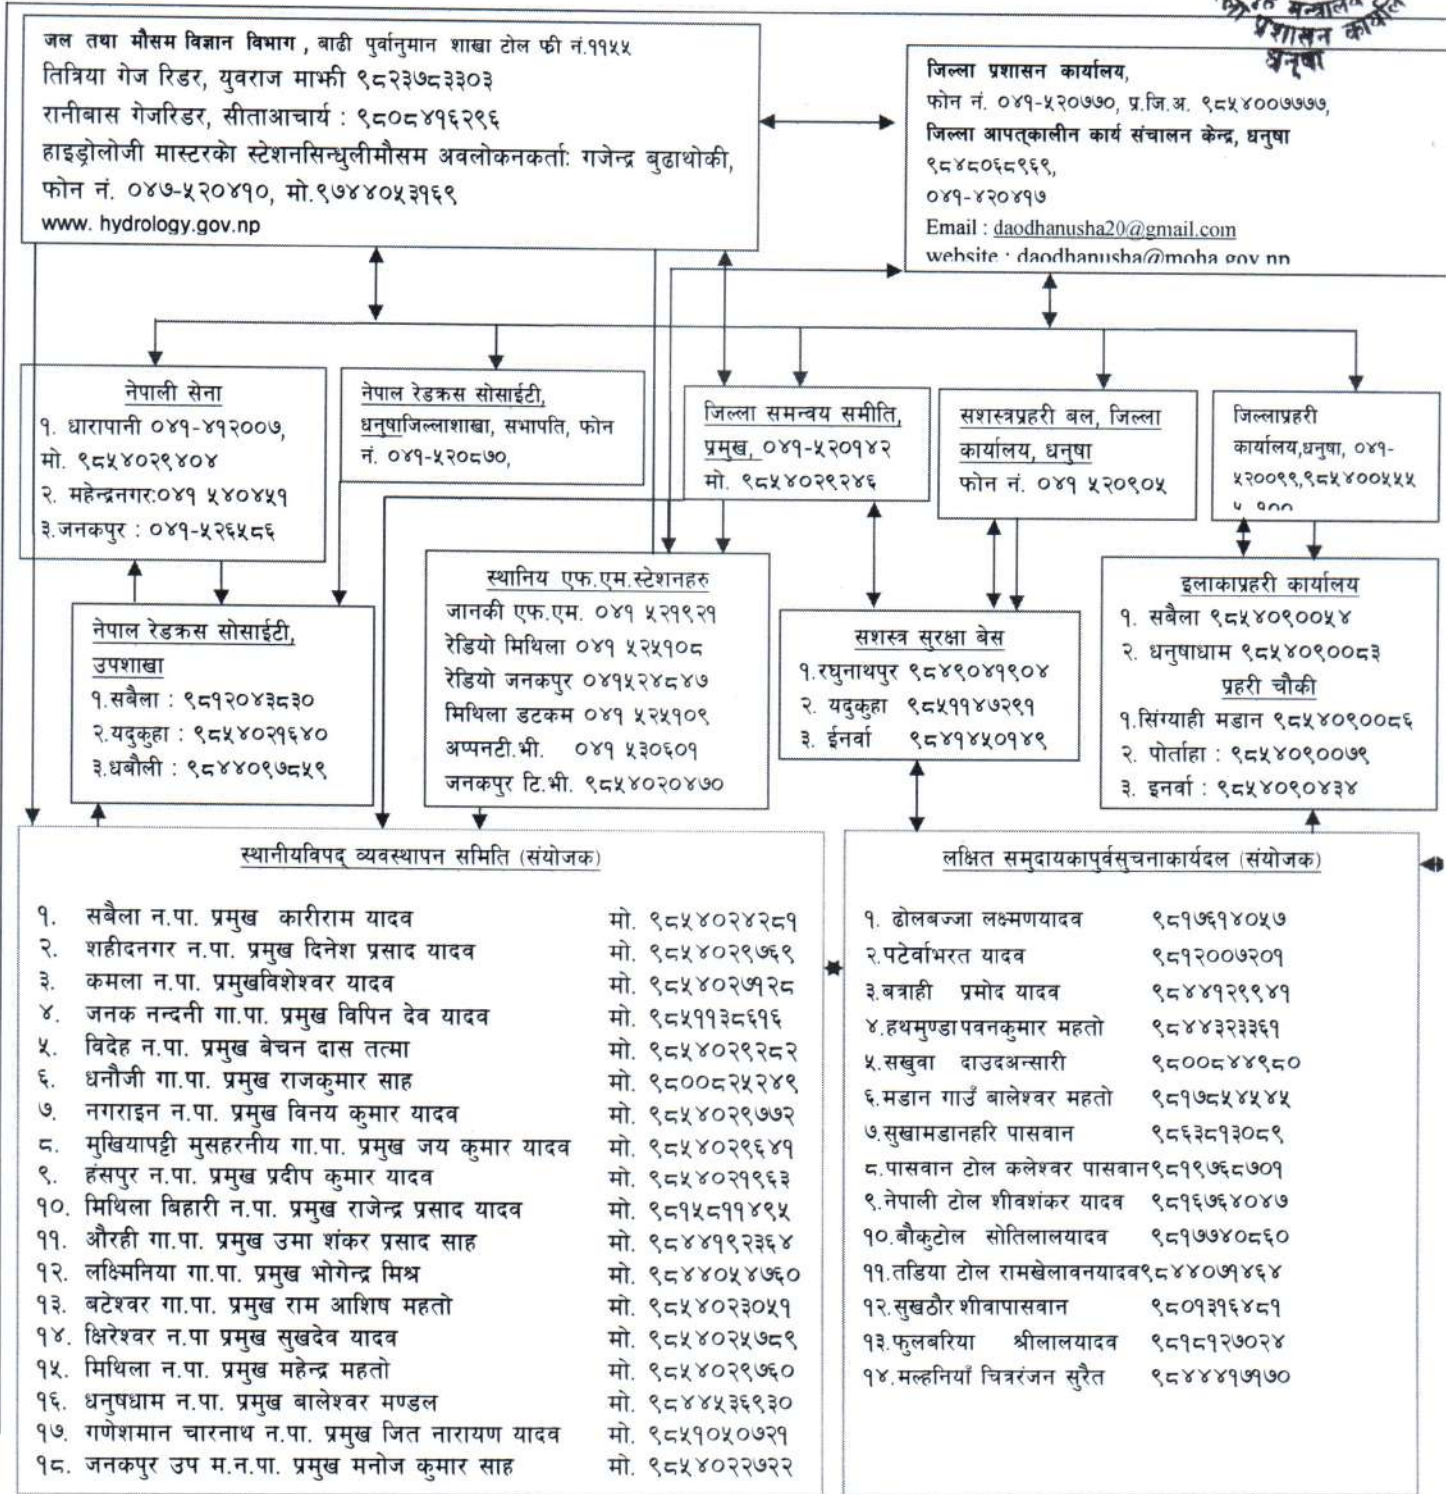 गृह मन्त्रालय
जिल्ला प्रशासन कार्यालय
धनुषा
जल तथा मौसम विज्ञान विभाग , बाढी पुर्वानुमान शाखा टोल फी नं.११५५
तित्रिया गेज रिडर, युवराज माझी ९८२३७८३३०३
रानीबास गेजरिडर, सीताआचार्य : ९८०८४१६२९६
हाइड्रोलोजी मास्टरको स्टेशनसिन्धुलीमौसम अवलोकनकर्ता: गजेन्द्र बुढाथोकी,
फोन नं. ०४७-५२०४१०, मो.९७४४०५३१६९
www. hydrology.gov.np
जिल्ला प्रशासन कार्यालय,
फोन नं. ०४१-५२०७७०, प्र.जि.अ. ९८५४००७७७७,
जिल्ला आपत्कालीन कार्य संचालन केन्द्र, धनुषा
९८४८०६८९६९,
०४१-४२०४१७
Email : daodhanusha20@gmail.com
website : daodhanusha@moha.gov.np
नेपाली सेना
१. धारापानी ०४१-४१२००७,
मो. ९८५४०२९४०४
२. महेन्द्रनगर:०४१ ५४०४५१
३.जनकपुर : ०४१-५२६५८६
नेपाल रेडक्रस सोसाईटी,
धनुषाजिल्लाशाखा, सभापति, फोन
नं. ०४१-५२०८७०,
जिल्ला समन्वय समीति,
प्रमुख, ०४१-५२०१४२
मो. ९८५४०२९२४६
सशस्त्रप्रहरी बल, जिल्ला
कार्यालय, धनुषा
फोन नं. ०४१ ५२०९०५
जिल्लाप्रहरी
कार्यालय,धनुषा, ०४१-
५२००९९,९८५४००५५५
५ १००
नेपाल रेडक्रस सोसाईटी,
उपशाखा
१.सबैला : ९८१२०४३८३०
२.यदुकुहा : ९८५४०२१६४०
३.धबौली : ९८४४०९७८५९
स्थानिय एफ.एम.स्टेशनहरु
जानकी एफ.एम. ०४१ ५२१९२१
रेडियो मिथिला ०४१ ५२५१०८
रेडियो जनकपुर ०४१५२४८४७
मिथिला डटकम ०४१ ५२५१०९
अप्पनटी.भी. ०४१ ५३०६०१
जनकपुर टि.भी. ९८५४०२०४७०
सशस्त्र सुरक्षा बेस
१.रघुनाथपुर ९८४९०४१९०४
२. यदुकुहा ९८५११४७२९१
३. ईनर्वा ९८४१४५०१४९
इलाकाप्रहरी कार्यालय
१. सबैला ९८५४०९००५४
२. धनुषाधाम ९८५४०९००८३
प्रहरी चौकी
१.सिंग्याही मडान ९८५४०९००८६
२. पोर्ताहा : ९८५४०९००७९
३. इनर्वा : ९८५४०९०४३४
स्थानीयविपद् व्यवस्थापन समिति (संयोजक)
१. सबैला न.पा. प्रमुख कारीराम यादव मो. ९८५४०२४२८१
२. शहीदनगर न.पा. प्रमुख दिनेश प्रसाद यादव मो. ९८५४०२९७६९
३. कमला न.पा. प्रमुखविशेश्वर यादव मो. ९८५४०२७१२८
४. जनक नन्दनी गा.पा. प्रमुख विपिन देव यादव मो. ९८५११३८६१६
५. विदेह न.पा. प्रमुख बेचन दास तत्मा मो. ९८५४०२९२८२
६. धनौजी गा.पा. प्रमुख राजकुमार साह मो. ९८००८२५२४९
७. नगराइन न.पा. प्रमुख विनय कुमार यादव मो. ९८५४०२९७७२
८. मुखियापट्टी मुसहरनीय गा.पा. प्रमुख जय कुमार यादव मो. ९८५४०२९६४१
९. हंसपुर न.पा. प्रमुख प्रदीप कुमार यादव मो. ९८५४०२१९६३
१०. मिथिला बिहारी न.पा. प्रमुख राजेन्द्र प्रसाद यादव मो. ९८१५८११४९५
११. औरही गा.पा. प्रमुख उमा शंकर प्रसाद साह मो. ९८४४१९२३६४
१२. लक्ष्मिनिया गा.पा. प्रमुख भोगेन्द्र मिश्र मो. ९८४४०५४७६०
१३. बटेश्वर गा.पा. प्रमुख राम आशिष महतो मो. ९८५४०२३०५१
१४. क्षिरेश्वर न.पा प्रमुख सुखदेव यादव मो. ९८५४०२५७८९
१५. मिथिला न.पा. प्रमुख महेन्द्र महतो मो. ९८५४०२९७६०
१६. धनुषधाम न.पा. प्रमुख बालेश्वर मण्डल मो. ९८४४५३६९३०
१७. गणेशमान चारनाथ न.पा. प्रमुख जित नारायण यादव मो. ९८५१०५०७२१
१८. जनकपुर उप म.न.पा. प्रमुख मनोज कुमार साह मो. ९८५४०२२७२२
लक्षित समुदायकापुर्वसुचनाकार्यदल (संयोजक)
१. ढोलबज्जा लक्ष्मणयादव ९८१७६१४०५७
२.पटेर्वाभरत यादव ९८१२००७२०१
३.बत्राही प्रमोद यादव ९८४४१२९९४१
४.हथमुण्डापवनकुमार महतो ९८४४३२३३६१
५.सखुवा दाउदअन्सारी ९८००८४४९८०
६.मडान गाउँ बालेश्वर महतो ९८१७८५४५४५
७.सुखामडानहरि पासवान ९८६३८१३०८९
८.पासवान टोल कलेश्वर पासवान९८१९७६८७०१
९.नेपाली टोल शीवशंकर यादव ९८१६७६४०४७
१०.बौकुटोल सोतिलालयादव ९८१७७४०८६०
११.तडिया टोल रामखेलावनयादव९८४४०७१४६४
१२.सुखठौर शीवापासवान ९८०१३१६४८१
१३.फुलबरिया श्रीलालयादव ९८१८१२७०२४
१४.मल्हनियाँ चित्ररंजन सुरैत ९८४४४१७१७०